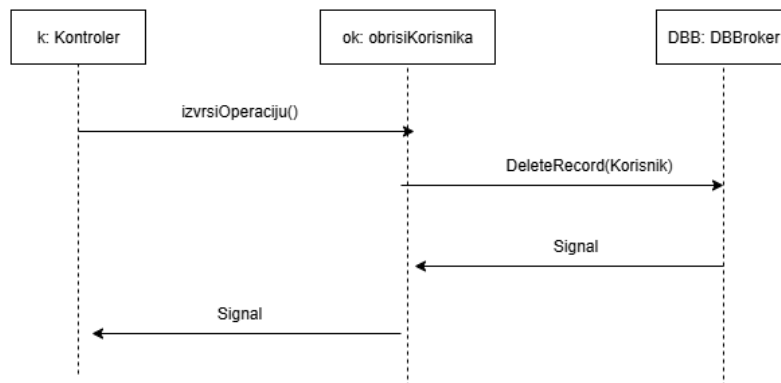 k: Kontroler
ok: obrisiKorisnika
DBB: DBBroker
izvrsiOperaciju()
DeleteRecord(Korisnik)
Signal
Signal